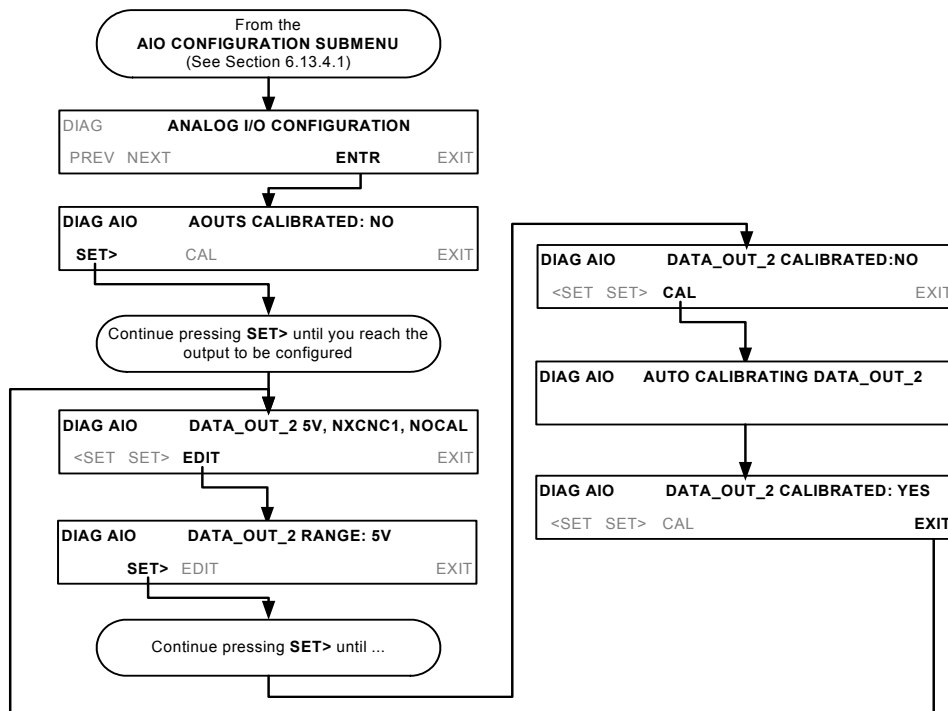 From the
AIO CONFIGURATION SUBMENU
(See Section 6.13.4.1)
DIAG ANALOG I/O CONFIGURATION
PREV NEXT ENTR EXIT
DIAG AIO AOUTS CALIBRATED: NO
SET> CAL EXIT
Continue pressing SET> until you reach the
output to be configured
DIAG AIO DATA_OUT_2 5V, NXCNC1, NOCAL
<SET SET> EDIT EXIT
DIAG AIO DATA_OUT_2 RANGE: 5V
SET> EDIT EXIT
Continue pressing SET> until ...
DIAG AIO DATA_OUT_2 CALIBRATED:NO
<SET SET> CAL EXIT
DIAG AIO AUTO CALIBRATING DATA_OUT_2
DIAG AIO DATA_OUT_2 CALIBRATED: YES
<SET SET> CAL EXIT